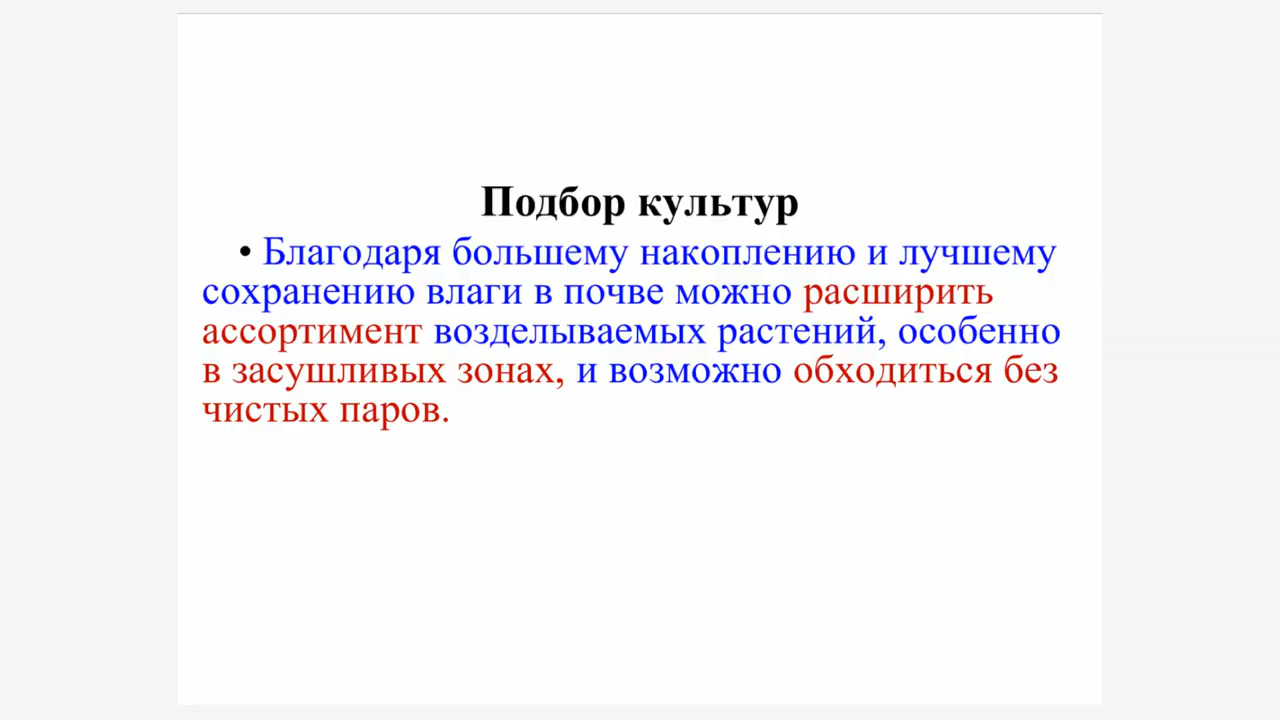 Подбор культур
• Благодаря большему накоплению и лучшему
сохранению влаги в почве можно расширить
ассортимент возделываемых растений, особенно
в засушливых зонах, и возможно обходиться без
чистых паров.